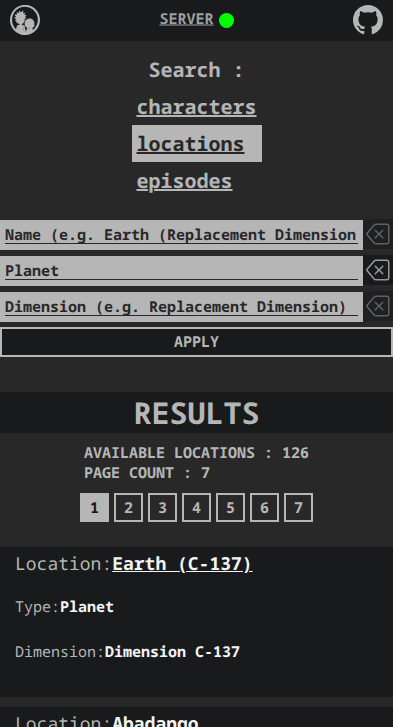 SERVER
Search :
characters
locations
episodes
Name (e.g. Earth (Replacement Dimension
Planet
Dimension (e.g. Replacement Dimension)
APPLY
RESULTS
AVAILABLE LOCATIONS : 126
PAGE COUNT : 7
1 2 3 4 5 6 7
Location:Earth (C-137)
Type:Planet
Dimension:Dimension C-137
Location:Abadango